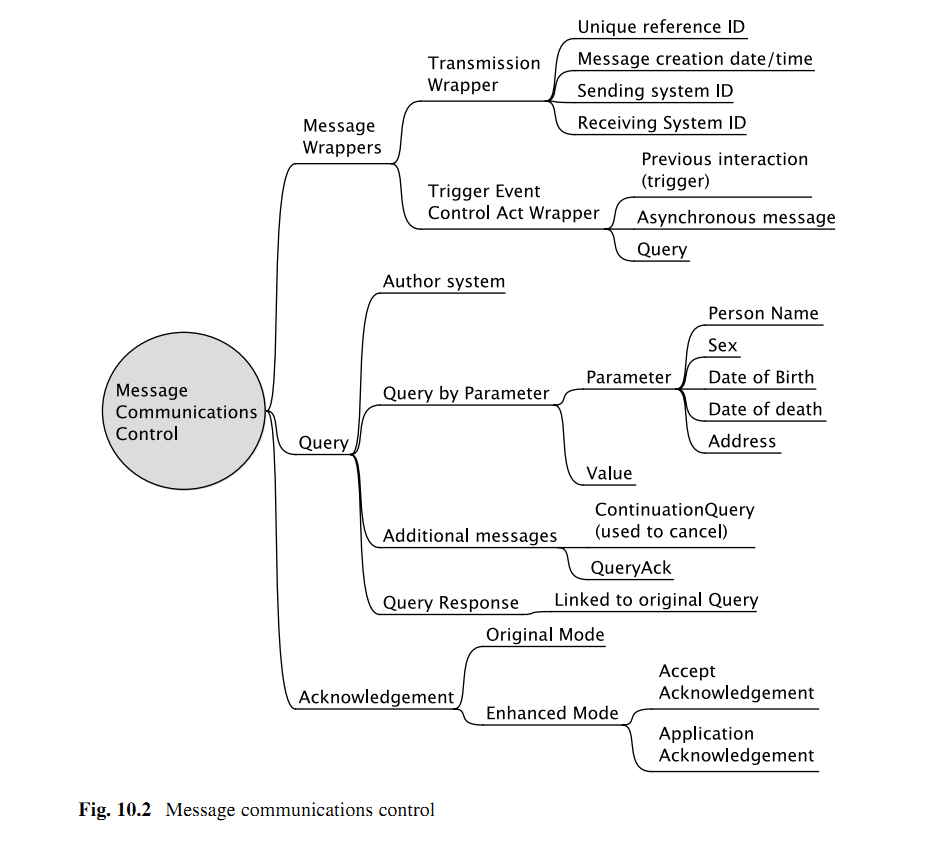 Unique reference ID
Message creation date/time
Sending system ID
Receiving System ID
Transmission
Wrapper
Message
Wrappers
Previous interaction
(trigger)
Asynchronous message
Query
Trigger Event
Control Act Wrapper
Message
Communications
Control
Query
Author system
Query by Parameter
Parameter
Person Name
Sex
Date of Birth
Date of death
Address
Value
Additional messages
ContinuationQuery
(used to cancel)
QueryAck
Query Response
Linked to original Query
Acknowledgement
Original Mode
Enhanced Mode
Accept
Acknowledgement
Application
Acknowledgement
Fig. 10.2 Message communications control